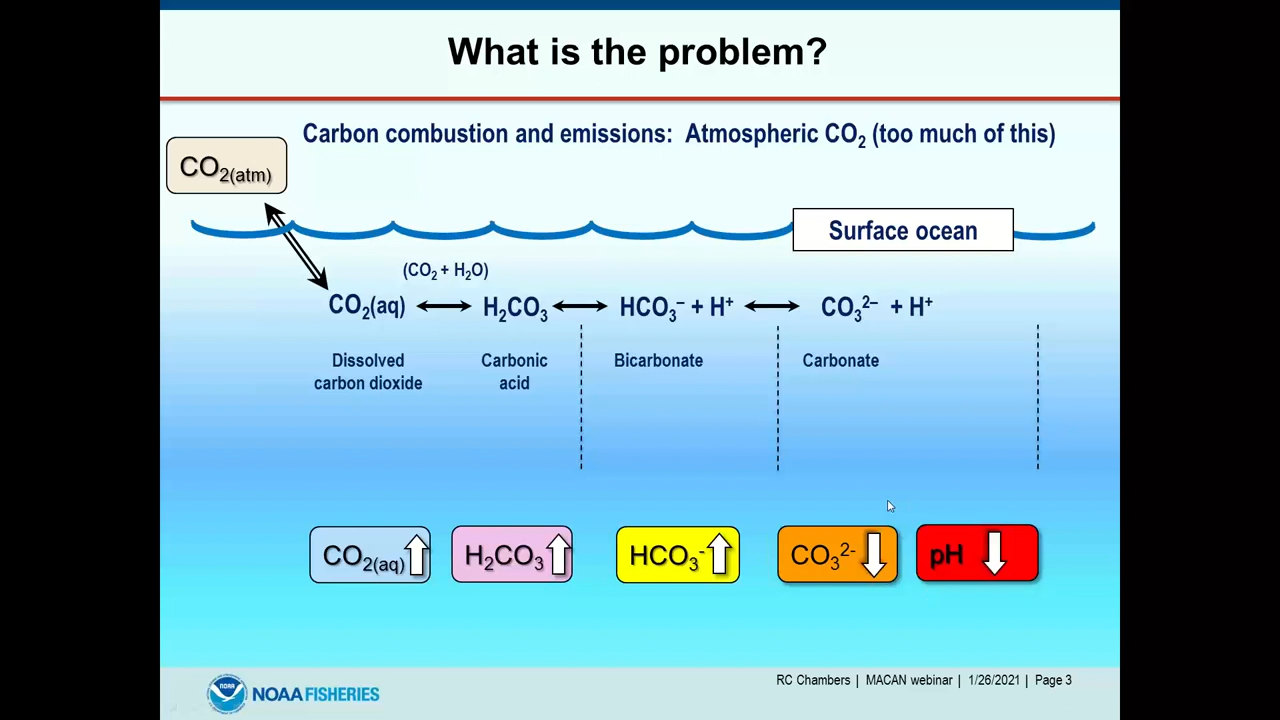 What is the problem?
Carbon combustion and emissions: Atmospheric CO₂ (too much of this)
CO₂(atm)
Surface ocean
(CO₂ + H₂O)
CO₂(aq) ⟷ H₂CO₃ ⟷ HCO₃⁻ + H⁺ ⟷ CO₃²⁻ + H⁺
Dissolved carbon dioxide
Carbonic acid
Bicarbonate
Carbonate
CO₂(aq)
H₂CO₃
HCO₃⁻
CO₃²⁻
pH
NOAA
NOAA FISHERIES
RC Chambers | MACAN webinar | 1/26/2021 | Page 3